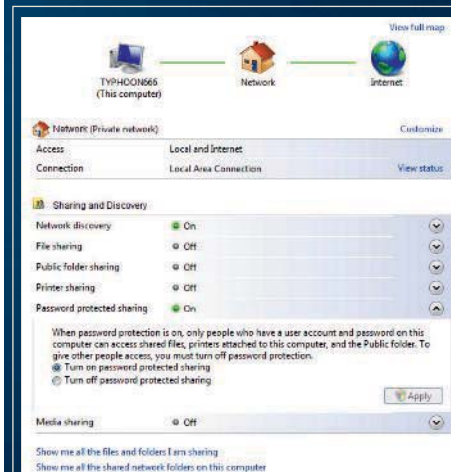 View full map
TYPHOON666 Network Internet
(This computer)
Network (Private network) Customize
Access Local and Internet
Connection Local Area Connection View status
Sharing and Discovery
Network discovery On
File sharing Off
Public folder sharing Off
Printer sharing Off
Password protected sharing On
When password protection is on, only people who have a user account and password on this
computer can access shared files, printers attached to this computer, and the Public folder. To
give other people access, you must turn off password protection.
Turn on password protected sharing
Turn off password protected sharing
Apply
Media sharing Off
Show me all the files and folders I am sharing
Show me all the shared network folders on this computer